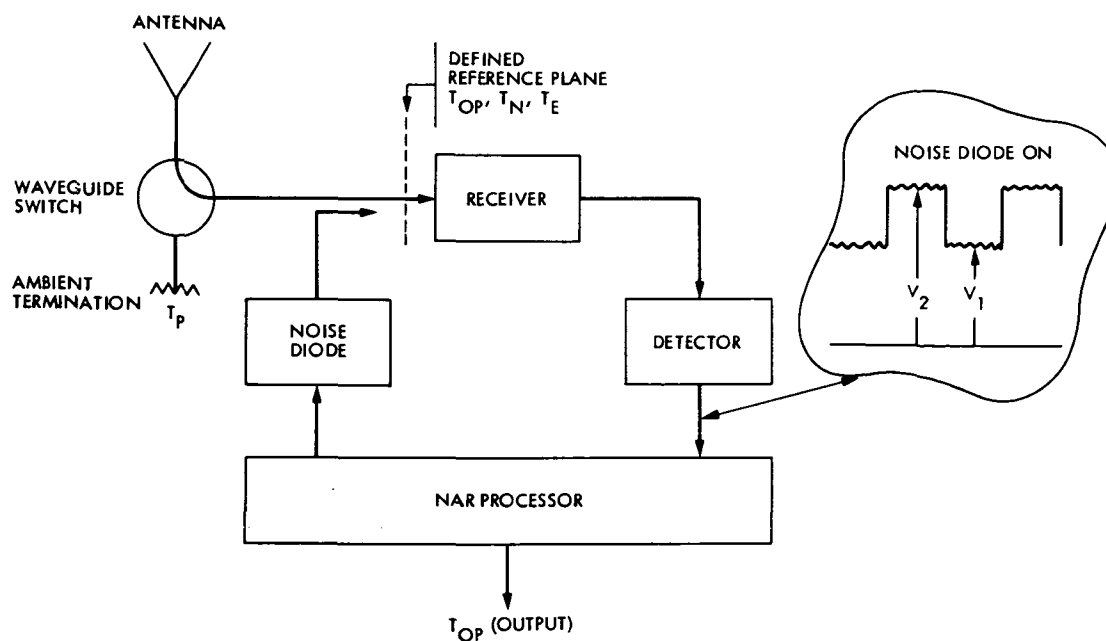 ANTENNA
DEFINED
REFERENCE PLANE
T_OP, T_N, T_E
NOISE DIODE ON
WAVEGUIDE
SWITCH
RECEIVER
AMBIENT
TERMINATION
T_P
V_2
V_1
NOISE
DIODE
DETECTOR
NAR PROCESSOR
T_OP (OUTPUT)